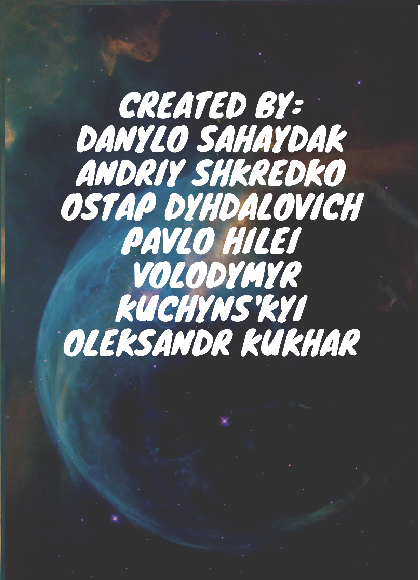 CREATED BY:
DANYLO SAHAYDAK
ANDRIY SHKREDKO
OSTAP DYHDALOVICH
PAVLO HILEI
VOLODYMYR
KUCHYNS'KYI
OLEKSANDR KUKHAR